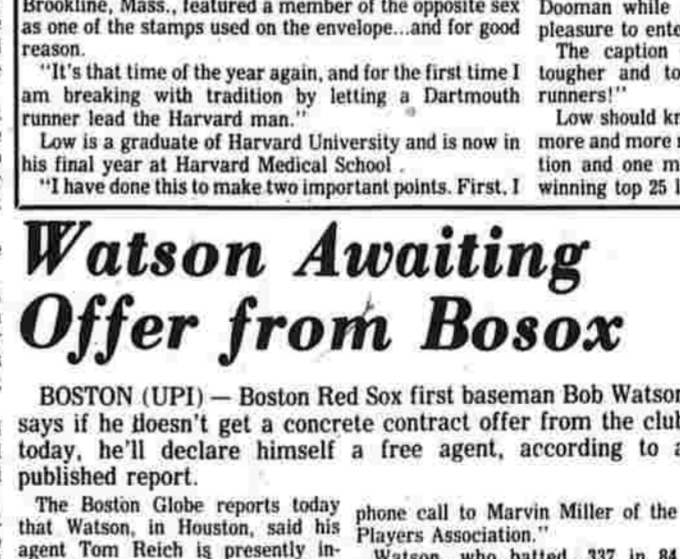 Brookline, Mass., featured a member of the opposite sex
as one of the stamps used on the envelope...and for good
reason.
"It's that time of the year again, and for the first time I
am breaking with tradition by letting a Dartmouth
runner lead the Harvard man."
Low is a graduate of Harvard University and is now in
his final year at Harvard Medical School.
"I have done this to make two important points. First, I
Dooman while
pleasure to ente
The caption
tougher and to
runners!"
Low should kn
more and more
tion and one m
winning top 25
Watson Awaiting
Offer from Bosox
BOSTON (UPI) — Boston Red Sox first baseman Bob Watson
says if he doesn't get a concrete contract offer from the club
today, he'll declare himself a free agent, according to a
published report.
The Boston Globe reports today
that Watson, in Houston, said his
agent Tom Reich is presently in-
phone call to Marvin Miller of the
Players Association."
Watson, who batted .337 in 84